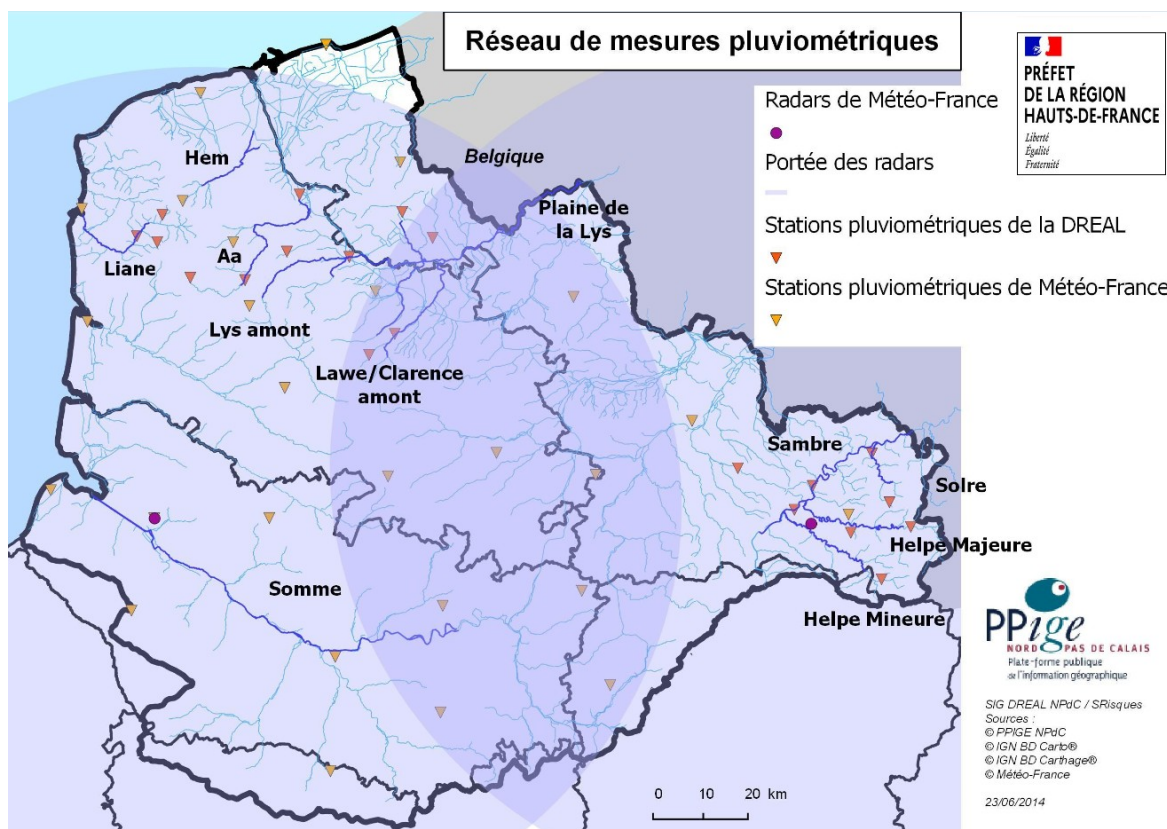 Réseau de mesures pluviométriques
PRÉFET
DE LA RÉGION
HAUTS-DE-FRANCE
Liberté
Égalité
Fraternité
Radars de Météo-France
Portée des radars
Stations pluviométriques de la DREAL
Stations pluviométriques de Météo-France
Belgique
Hem
Plaine de
la Lys
Liane
Aa
Lys amont
Lawe/Clarence
amont
Sambre
Solre
Helpe Majeure
Somme
Helpe Mineure
PPige
NORD PAS DE CALAIS
Plate-forme publique
de l'information géographique
SIG DREAL NPdC / SRisques
Sources :
© PPIGE NPdC
© IGN BD Carto®
© IGN BD Carthage®
© Météo-France
23/06/2014
0 10 20 km